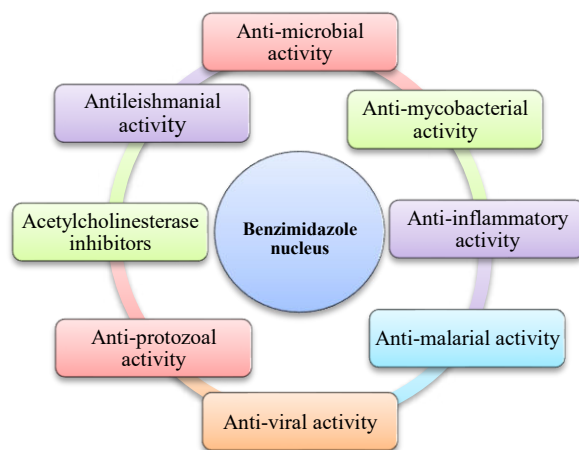 Anti-microbial
activity
Anti-mycobacterial
activity
Anti-inflammatory
activity
Anti-malarial activity
Anti-viral activity
Anti-protozoal
activity
Acetylcholinesterase
inhibitors
Antileishmanial
activity
Benzimidazole
nucleus